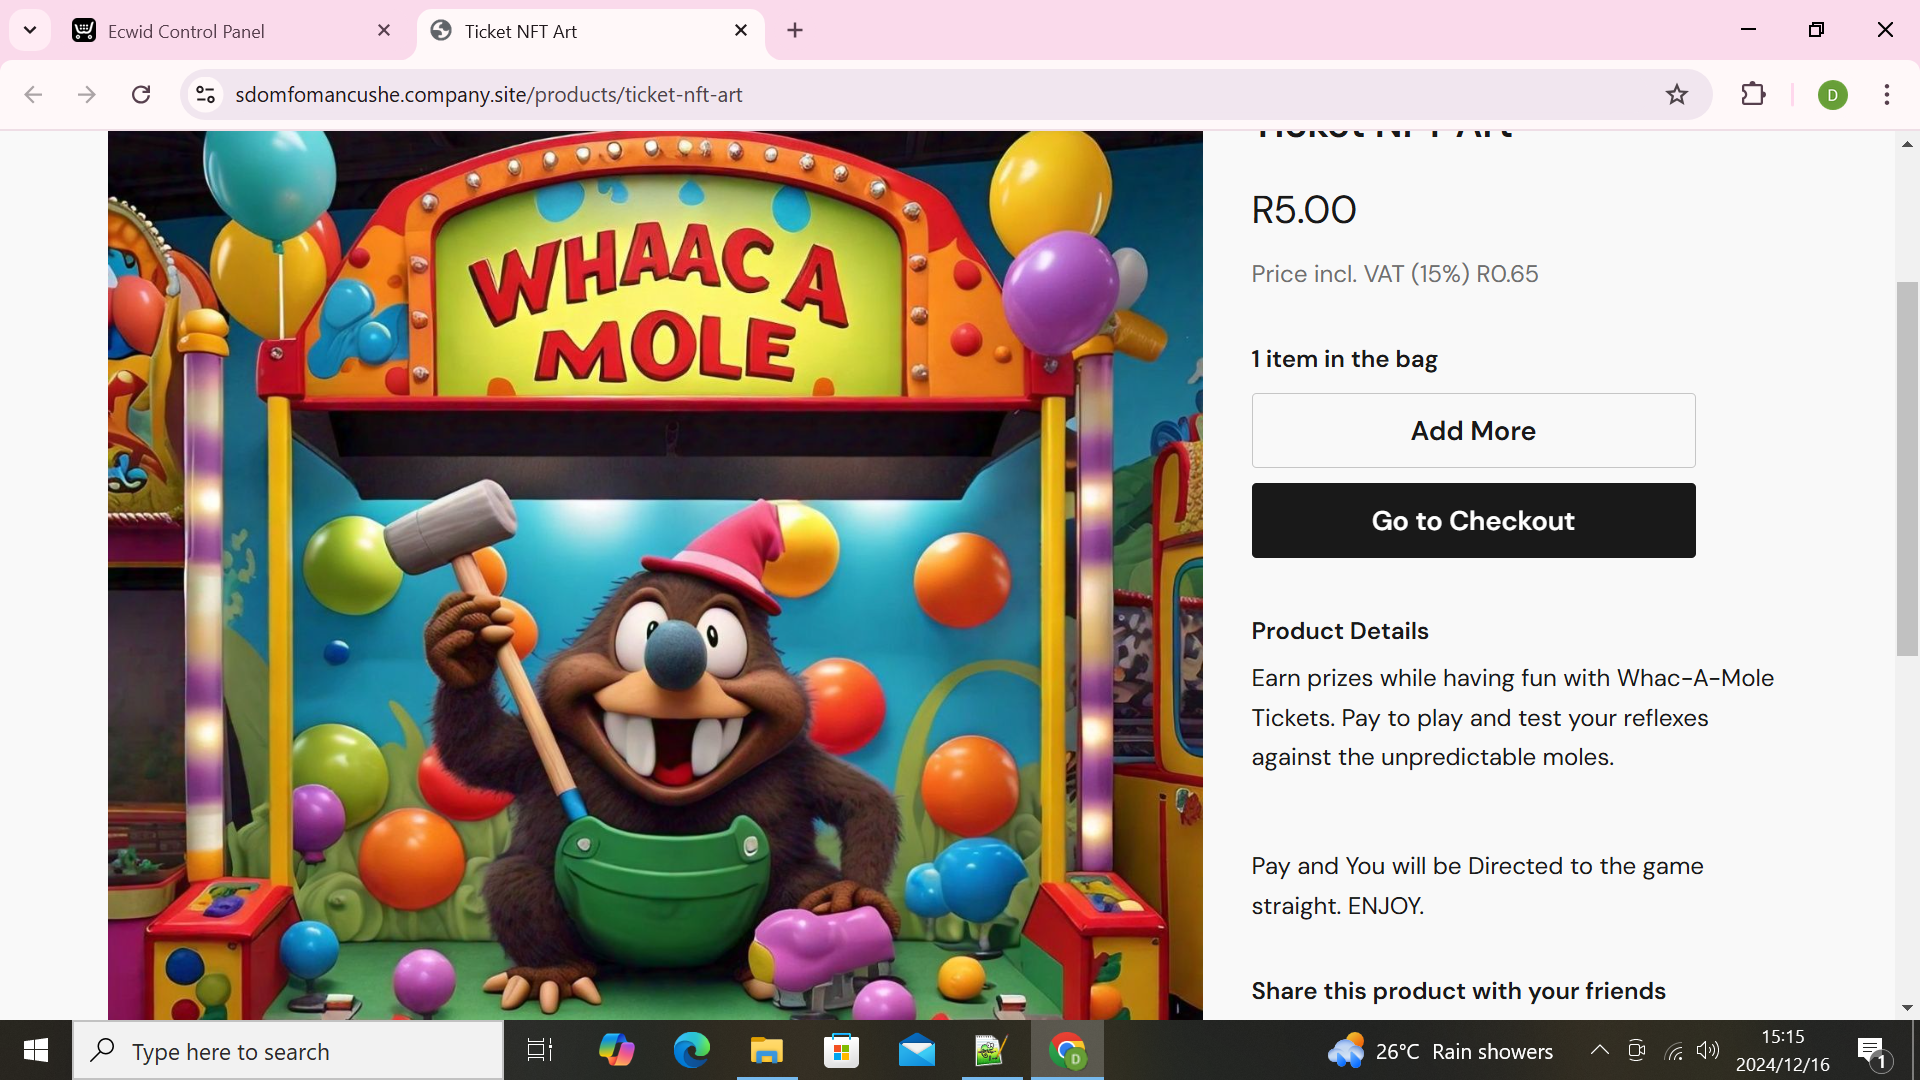 Ecwid Control Panel
Ticket NFT Art
sdomfomancushe.company.site/products/ticket-nft-art
D
WHAAC A
MOLE
Ticket NFT Art
R5.00
Price incl. VAT (15%) R0.65
1 item in the bag
Add More
Go to Checkout
Product Details
Earn prizes while having fun with Whac-A-Mole
Tickets. Pay to play and test your reflexes
against the unpredictable moles.
Pay and You will be Directed to the game
straight. ENJOY.
Share this product with your friends
Type here to search
D
26°C Rain showers
15:15
2024/12/16
1